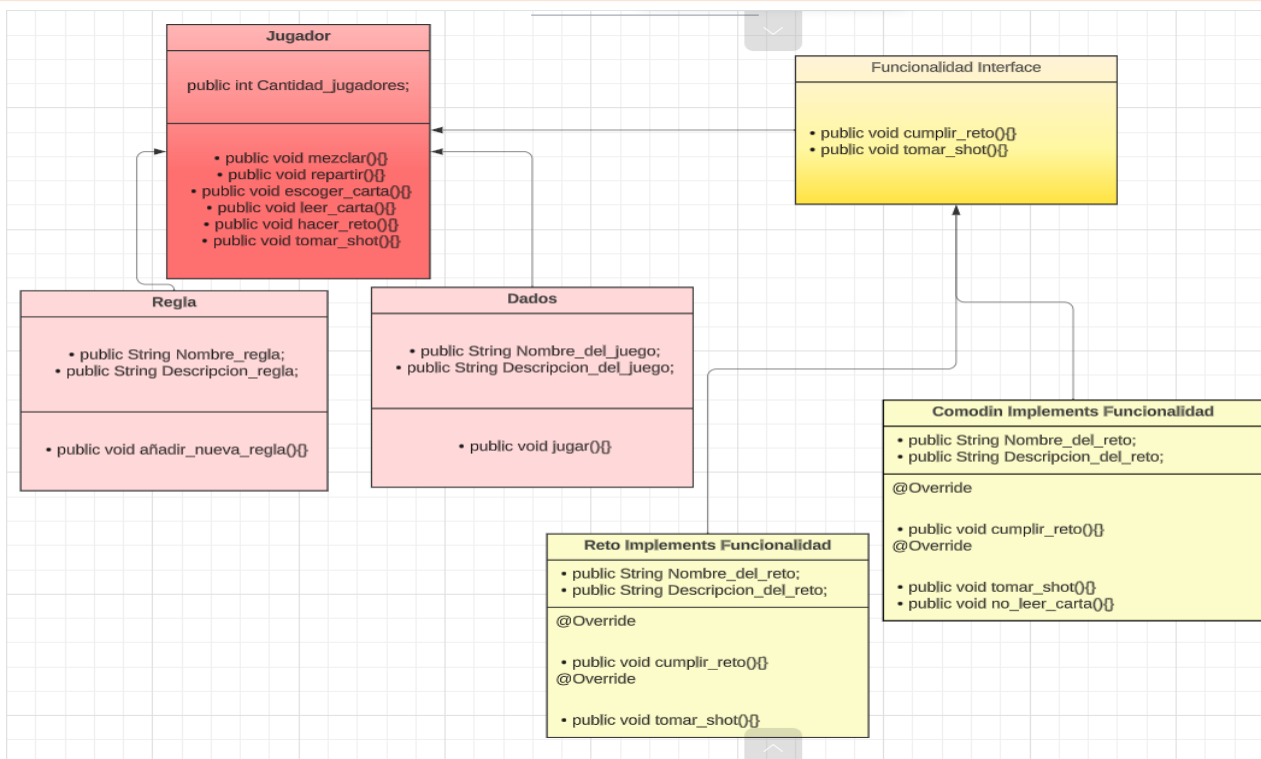 Jugador
public int Cantidad_jugadores;
• public void mezclar(){}
• public void repartir(){}
• public void escoger_carta(){}
• public void leer_carta(){}
• public void hacer_reto(){}
• public void tomar_shot(){}
Funcionalidad Interface
• public void cumplir_reto(){}
• public void tomar_shot(){}
Regla
• public String Nombre_regla;
• public String Descripcion_regla;
• public void añadir_nueva_regla(){}
Dados
• public String Nombre_del_juego;
• public String Descripcion_del_juego;
• public void jugar(){}
Comodin Implements Funcionalidad
• public String Nombre_del_reto;
• public String Descripcion_del_reto;
@Override
• public void cumplir_reto(){}
@Override
• public void tomar_shot(){}
• public void no_leer_carta(){}
Reto Implements Funcionalidad
• public String Nombre_del_reto;
• public String Descripcion_del_reto;
@Override
• public void cumplir_reto(){}
@Override
• public void tomar_shot(){}